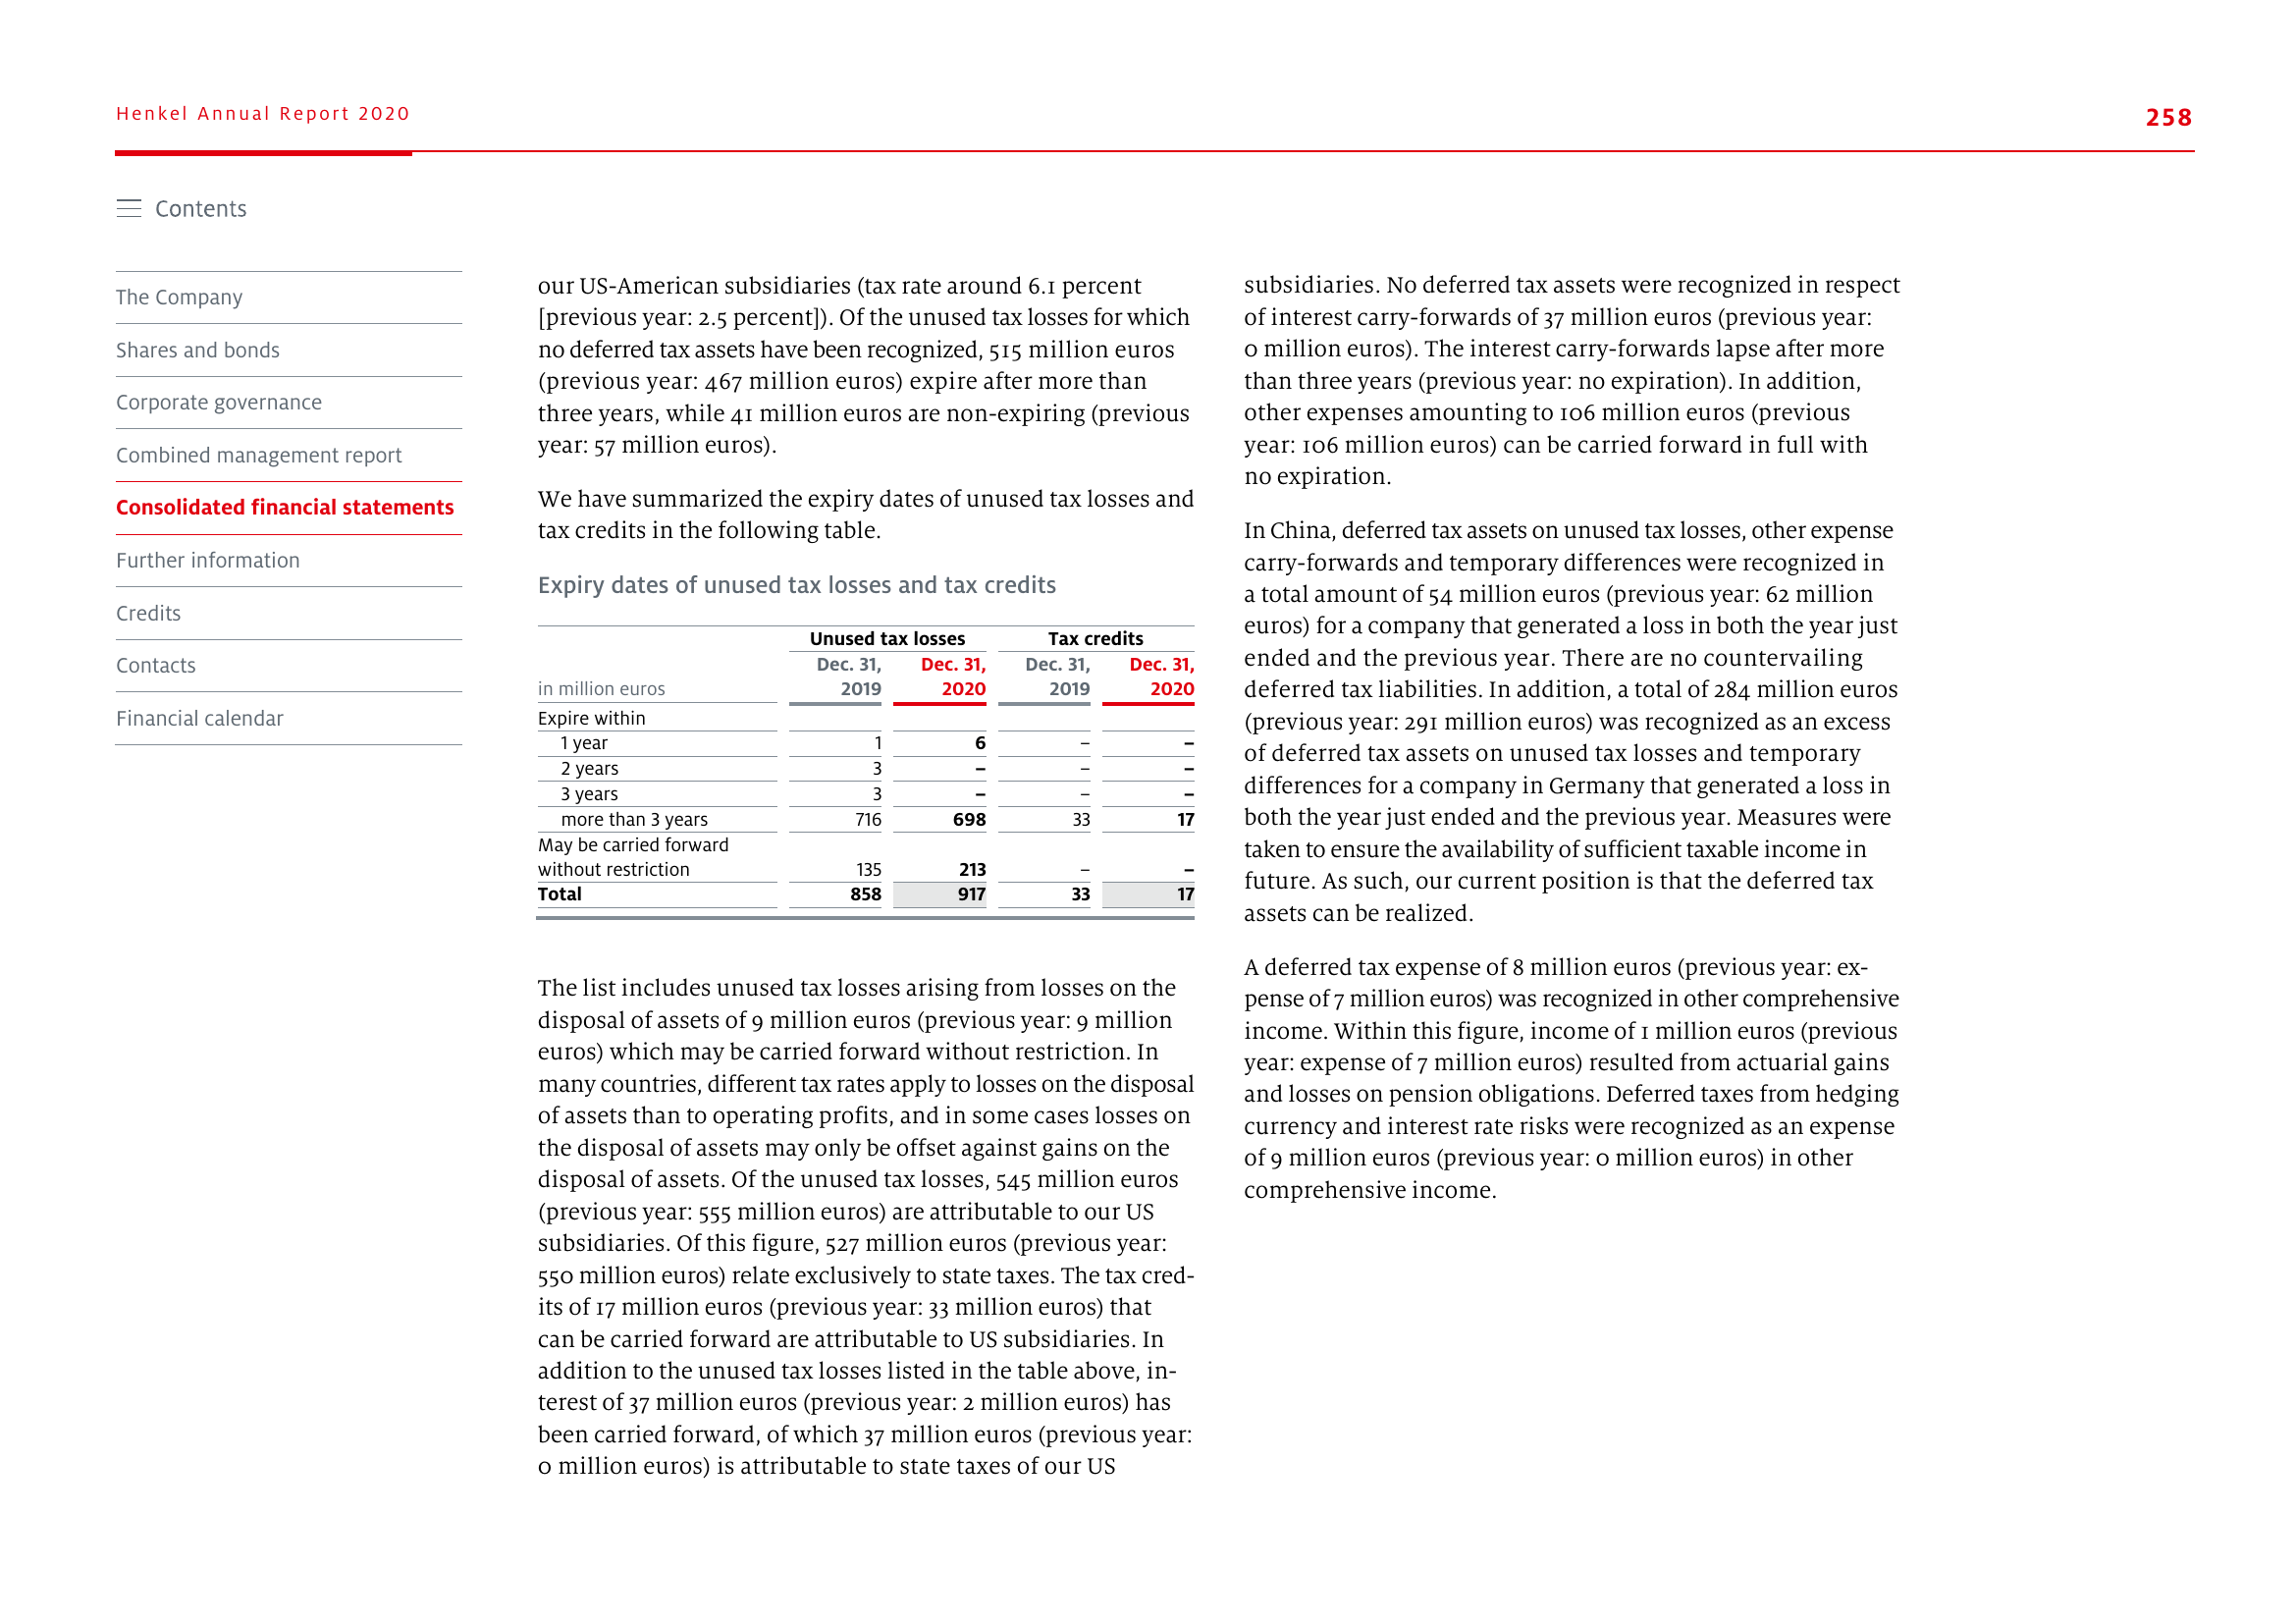 Henkel Annual Report 2020
258
Contents
The Company
Shares and bonds
Corporate governance
Combined management report
Consolidated financial statements
Further information
Credits
Contacts
Financial calendar
our US-American subsidiaries (tax rate around 6.1 percent
[previous year: 2.5 percent]). Of the unused tax losses for which
no deferred tax assets have been recognized, 515 million euros
(previous year: 467 million euros) expire after more than
three years, while 41 million euros are non-expiring (previous
year: 57 million euros).
We have summarized the expiry dates of unused tax losses and
tax credits in the following table.
Expiry dates of unused tax losses and tax credits
Unused tax losses Tax credits
Dec. 31, Dec. 31, Dec. 31, Dec. 31,
in million euros 2019 2020 2019 2020
Expire within
1 year 1 6 – –
2 years 3 – – –
3 years 3 – – –
more than 3 years 716 698 33 17
May be carried forward
without restriction 135 213 – –
Total 858 917 33 17
The list includes unused tax losses arising from losses on the
disposal of assets of 9 million euros (previous year: 9 million
euros) which may be carried forward without restriction. In
many countries, different tax rates apply to losses on the disposal
of assets than to operating profits, and in some cases losses on
the disposal of assets may only be offset against gains on the
disposal of assets. Of the unused tax losses, 545 million euros
(previous year: 555 million euros) are attributable to our US
subsidiaries. Of this figure, 527 million euros (previous year:
550 million euros) relate exclusively to state taxes. The tax cred-
its of 17 million euros (previous year: 33 million euros) that
can be carried forward are attributable to US subsidiaries. In
addition to the unused tax losses listed in the table above, in-
terest of 37 million euros (previous year: 2 million euros) has
been carried forward, of which 37 million euros (previous year:
0 million euros) is attributable to state taxes of our US
subsidiaries. No deferred tax assets were recognized in respect
of interest carry-forwards of 37 million euros (previous year:
0 million euros). The interest carry-forwards lapse after more
than three years (previous year: no expiration). In addition,
other expenses amounting to 106 million euros (previous
year: 106 million euros) can be carried forward in full with
no expiration.
In China, deferred tax assets on unused tax losses, other expense
carry-forwards and temporary differences were recognized in
a total amount of 54 million euros (previous year: 62 million
euros) for a company that generated a loss in both the year just
ended and the previous year. There are no countervailing
deferred tax liabilities. In addition, a total of 284 million euros
(previous year: 291 million euros) was recognized as an excess
of deferred tax assets on unused tax losses and temporary
differences for a company in Germany that generated a loss in
both the year just ended and the previous year. Measures were
taken to ensure the availability of sufficient taxable income in
future. As such, our current position is that the deferred tax
assets can be realized.
A deferred tax expense of 8 million euros (previous year: ex-
pense of 7 million euros) was recognized in other comprehensive
income. Within this figure, income of 1 million euros (previous
year: expense of 7 million euros) resulted from actuarial gains
and losses on pension obligations. Deferred taxes from hedging
currency and interest rate risks were recognized as an expense
of 9 million euros (previous year: 0 million euros) in other
comprehensive income.